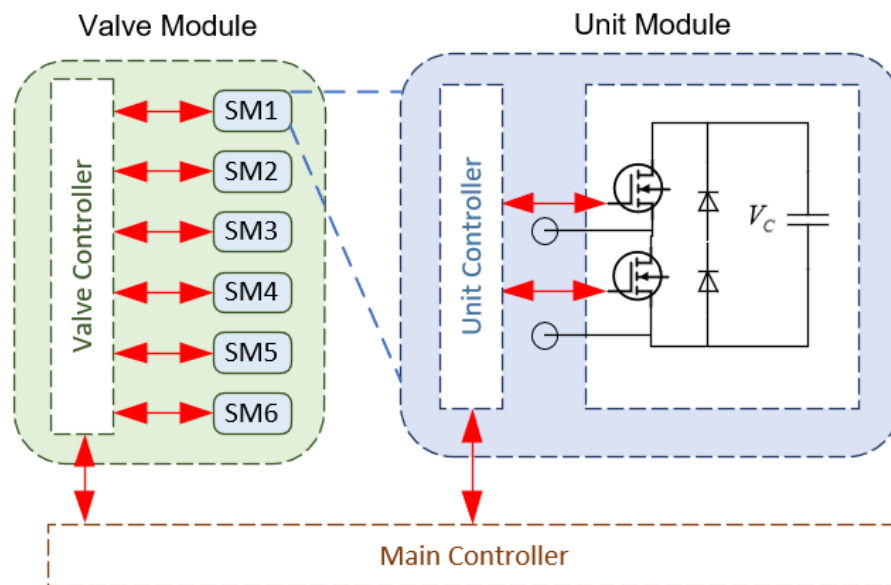 Valve Module
Unit Module
Valve Controller
SM1
SM2
SM3
SM4
SM5
SM6
Unit Controller
V_C
Main Controller